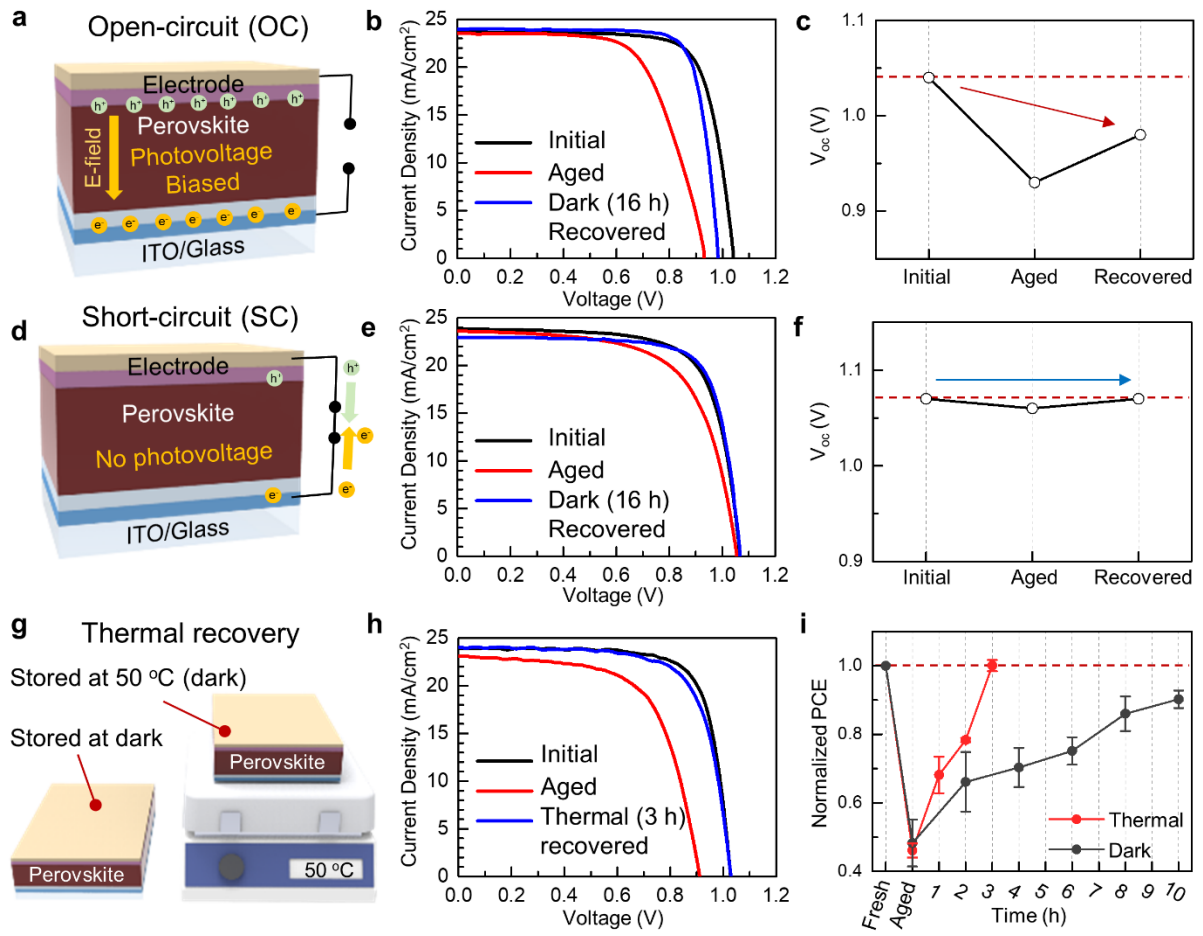 a
Open-circuit (OC)
Electrode
h⁺ h⁺ h⁺ h⁺ h⁺ h⁺ h⁺
E-field
Perovskite
Photovoltage
Biased
e⁻ e⁻ e⁻ e⁻ e⁻ e⁻ e⁻
ITO/Glass
b
Current Density (mA/cm²)
25
20
15
10
5
0
Initial
Aged
Dark (16 h)
Recovered
0.0 0.2 0.4 0.6 0.8 1.0 1.2
Voltage (V)
c
Voc (V)
1.1
1.0
0.9
Initial Aged Recovered
d
Short-circuit (SC)
Electrode
h⁺
h⁺
Perovskite
No photovoltage
e⁻
e⁻
e⁻
ITO/Glass
e
Current Density (mA/cm²)
25
20
15
10
5
0
Initial
Aged
Dark (16 h)
Recovered
0.0 0.2 0.4 0.6 0.8 1.0 1.2
Voltage (V)
f
Voc (V)
1.1
1.0
0.9
Initial Aged Recovered
g
Thermal recovery
Stored at 50 °C (dark)
Stored at dark
Perovskite
Perovskite
50 °C
h
Current Density (mA/cm²)
25
20
15
10
5
0
Initial
Aged
Thermal (3 h)
recovered
0.0 0.2 0.4 0.6 0.8 1.0 1.2
Voltage (V)
i
Normalized PCE
1.0
0.8
0.6
0.4
Thermal
Dark
Fresh Aged 1 2 3 4 5 6 7 8 9 10
Time (h)